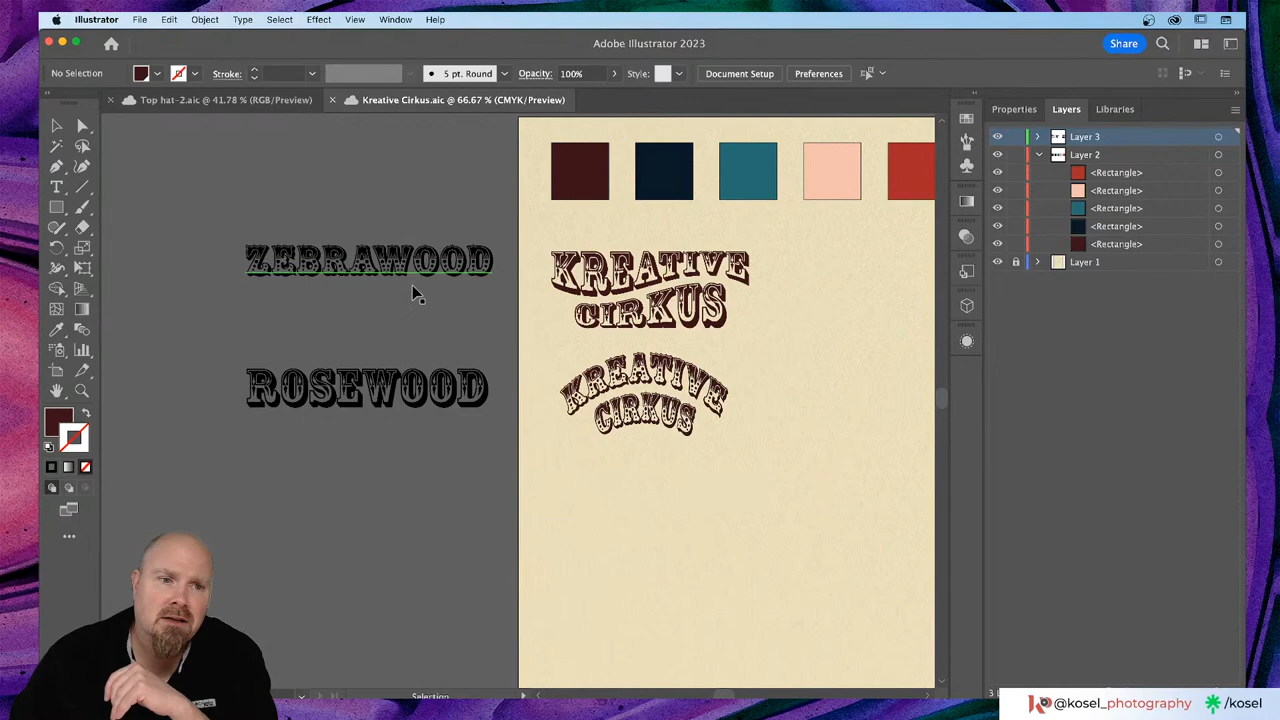 Illustrator File Edit Object Type Select Effect View Window Help
Adobe Illustrator 2023
Share
No Selection
Stroke:
5 pt. Round
Opacity: 100%
Style:
Document Setup
Preferences
Top hat-2.aic @ 41.78 % (RGB/Preview)
Kreative Cirkus.aic @ 66.67 % (CMYK/Preview)
Properties Layers Libraries
Layer 3
Layer 2
<Rectangle>
<Rectangle>
<Rectangle>
<Rectangle>
<Rectangle>
Layer 1
ZEBRAWOOD
ROSEWOOD
KREATIVE
CIRKUS
KREATIVE
CIRKUS
Selection
@kosel_photography
/kosel